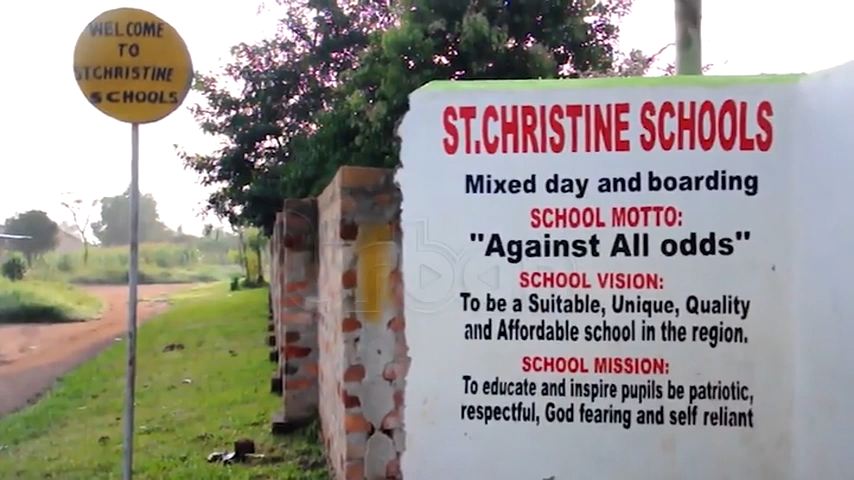 WELCOME
TO
STCHRISTINE
SCHOOLS
ST.CHRISTINE SCHOOLS
Mixed day and boarding
SCHOOL MOTTO:
"Against All odds"
SCHOOL VISION:
To be a Suitable, Unique, Quality
and Affordable school in the region.
SCHOOL MISSION:
To educate and inspire pupils be patriotic,
respectful, God fearing and self reliant